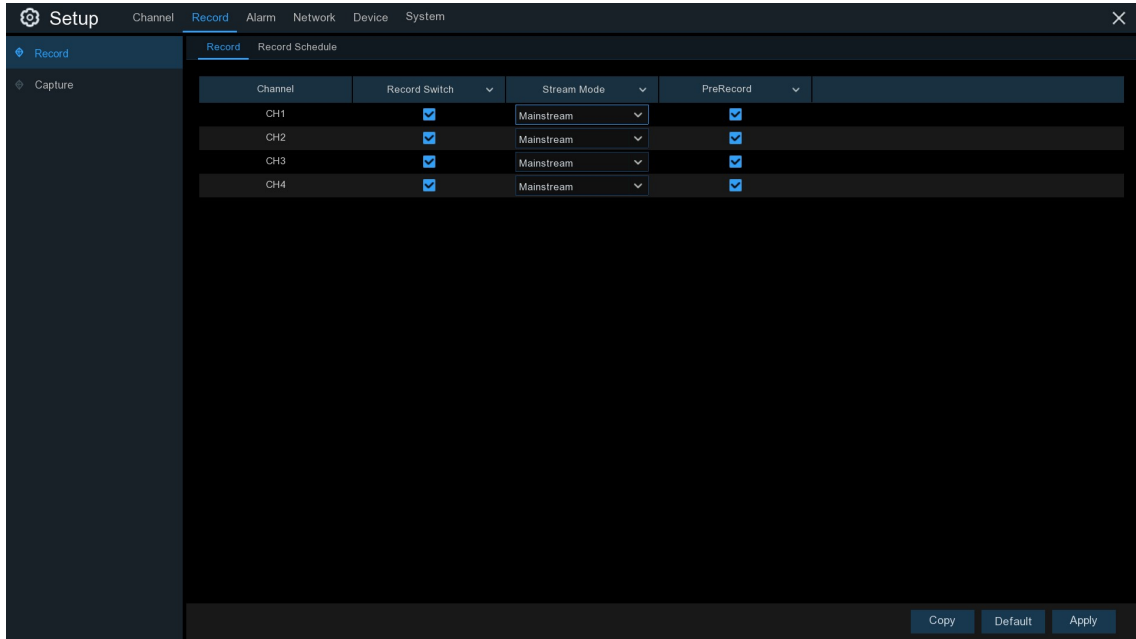 Setup Channel Record Alarm Network Device System
Record
Capture
Record Record Schedule
Channel Record Switch Stream Mode PreRecord
CH1 Mainstream
CH2 Mainstream
CH3 Mainstream
CH4 Mainstream
Copy Default Apply